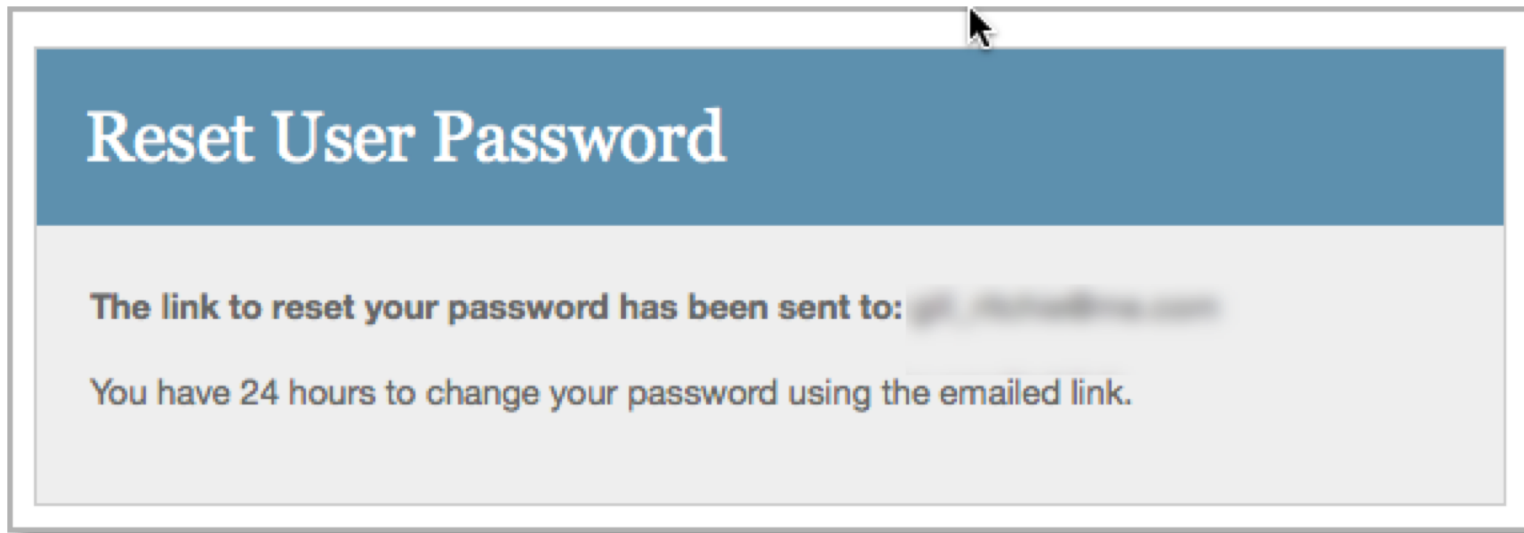 Reset User Password
The link to reset your password has been sent to:
You have 24 hours to change your password using the emailed link.